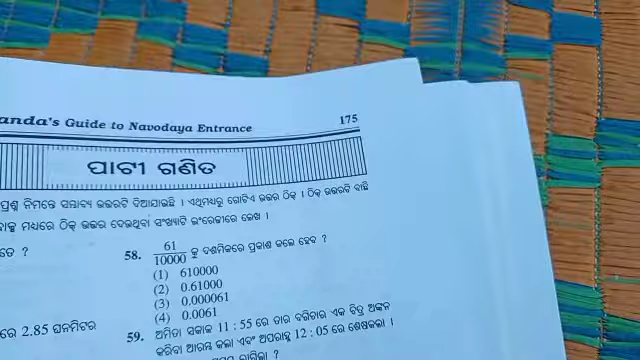 anda's Guide to Navodaya Entrance 175
ପାଟୀ ଗଣିତ
ପ୍ରଶ୍ନ ନିମନ୍ତେ ସମ୍ଭାବ୍ୟ ଉତ୍ତରଟି ଦିଆଯାଇଛି । ଏଥିମଧ୍ୟରୁ ଗୋଟିଏ ଉତ୍ତର ଠିକ୍ । ଠିକ୍ ଉତ୍ତରଟି ବାଛି
ମଧ୍ୟରେ ଠିକ୍ ଉତ୍ତର ଦେଉଥିବା ସଂଖ୍ୟାଟି ଇଂରେଜୀରେ ଲେଖ ।
58. 61/10000 କୁ ଦଶମିକରେ ପ୍ରକାଶ କଲେ ହେବ ?
(1) 610000
(2) 0.61000
(3) 0.000061
(4) 0.0061
ରେ 2.85 ଘନମିଟର
59. ଅମିତା ସକାଳ 11 : 55 ରେ ତାର ବଗିଚାର ଏକ ଚିତ୍ର ଅଙ୍କନ
କରିବା ଆରମ୍ଭ କଲା ଏବଂ ଅପରାହ୍ନ 12 : 05 ରେ ଶେଷକଲା ।